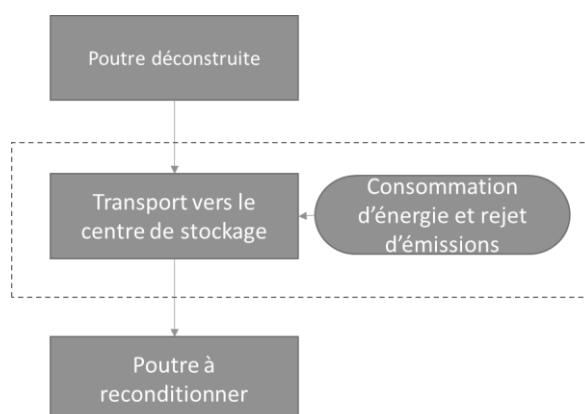 Poutre déconstruite
Transport vers le
centre de stockage
Consommation
d'énergie et rejet
d'émissions
Poutre à
reconditionner